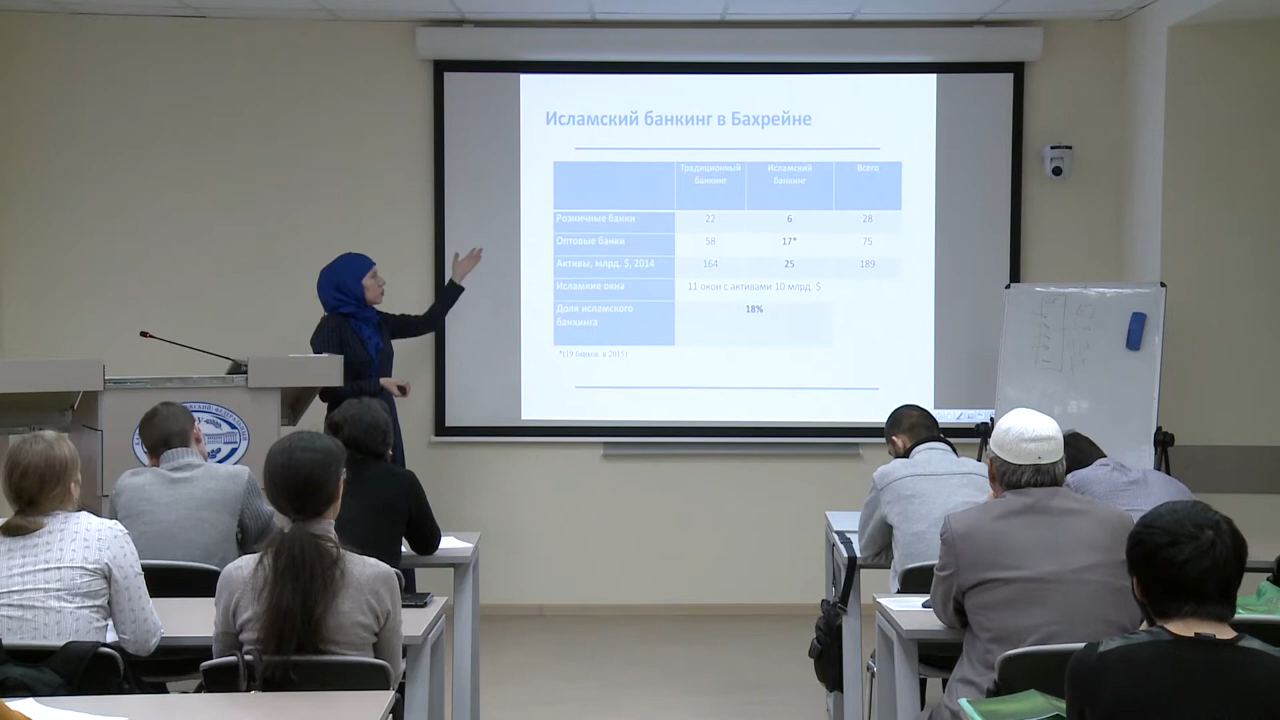 Исламский банкинг в Бахрейне
Традиционный банкинг Исламский банкинг Всего
Розничные банки 22 6 28
Оптовые банки 58 17* 75
Активы, млрд. $, 2014 164 25 189
Исламкие окна 11 окон с активами 10 млрд. $
Доля исламского 18%
банкинга
*(19 банков в 2015)